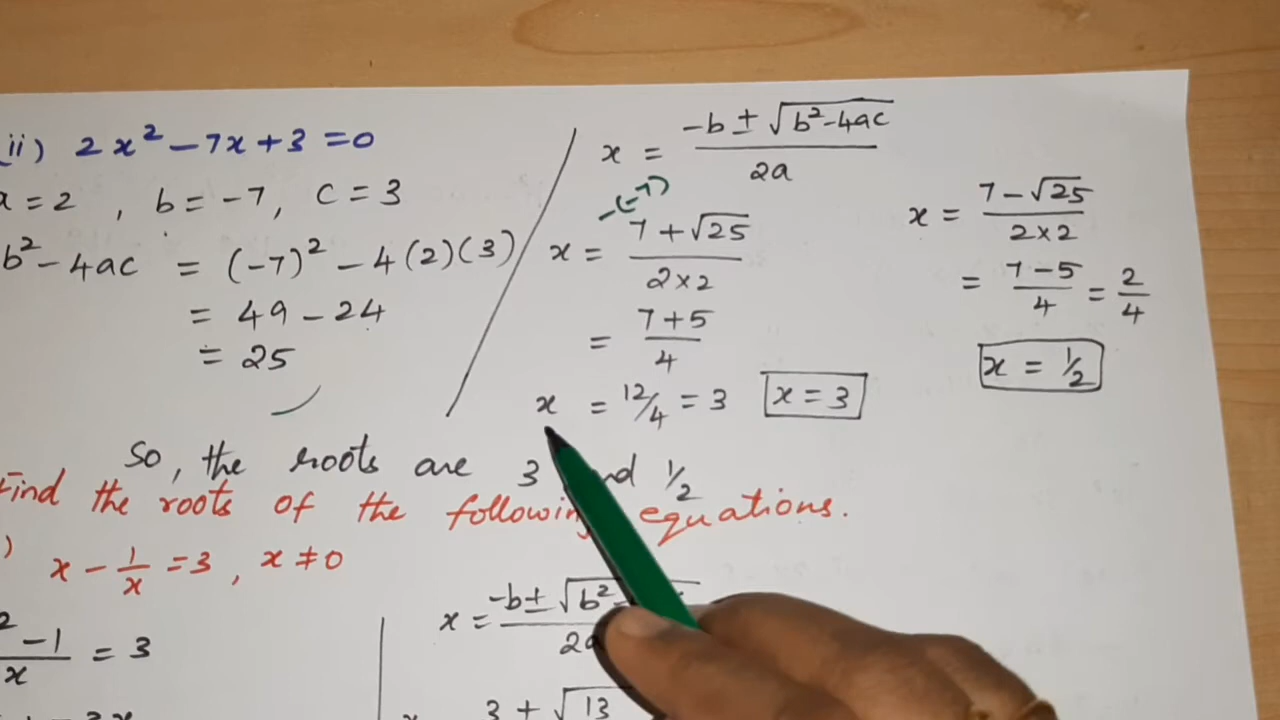 ii) 2x² - 7x + 3 = 0
a = 2 , b = -7, c = 3
b² - 4ac = (-7)² - 4(2)(3)
= 49 - 24
= 25
x = (-b ± √(b² - 4ac)) / 2a
-(-7)
x = (7 + √25) / (2×2)
= (7 + 5) / 4
x = 12/4 = 3 x = 3
x = (7 - √25) / (2×2)
= (7 - 5) / 4 = 2/4
x = 1/2
So, the roots are 3 and 1/2
Find the roots of the following equations.
) x - 1/x = 3 , x ≠ 0
² - 1 / x = 3
x = (-b ± √(b² / 2a
3 + √13